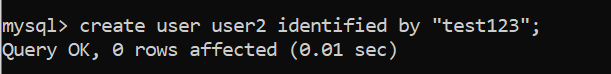 mysql> create user user2 identified by "test123";
Query OK, 0 rows affected (0.01 sec)